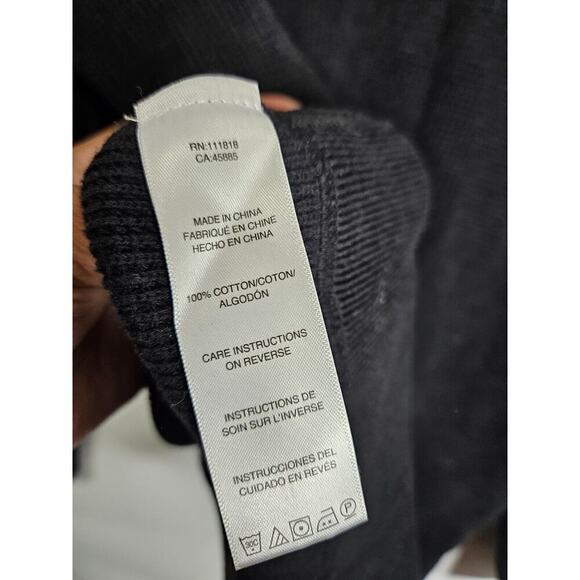 RN:111818
CA:45885
MADE IN CHINA
FABRIQUÉ EN CHINE
HECHO EN CHINA
100% COTTON/COTON/
ALGODÓN
CARE INSTRUCTIONS
ON REVERSE
INSTRUCTIONS DE
SOIN SUR L'INVERSE
INSTRUCCIONES DEL
CUIDADO EN REVÉS
30C
P